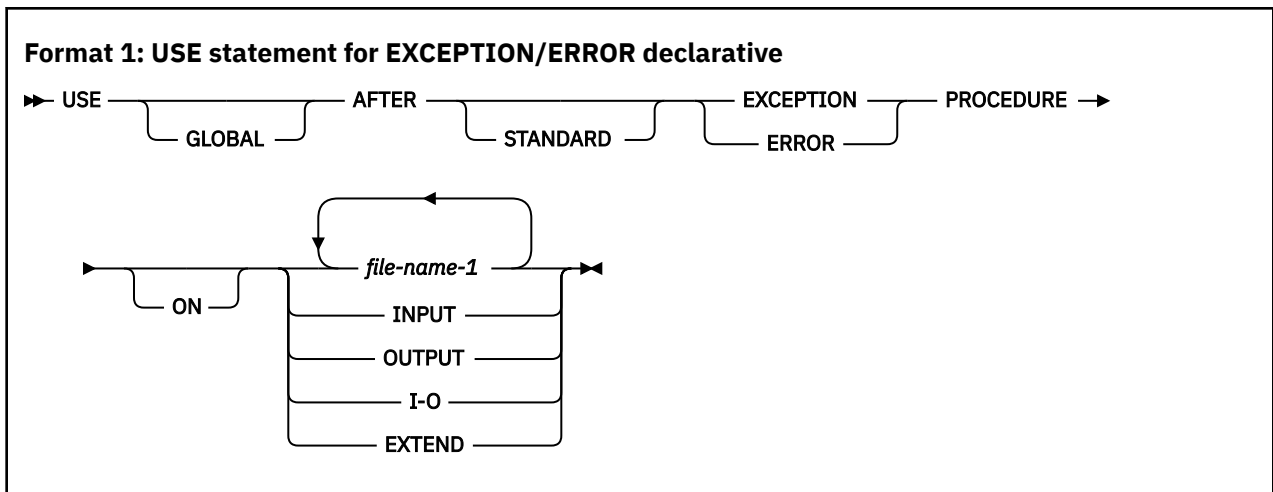 Format 1: USE statement for EXCEPTION/ERROR declarative
USE AFTER EXCEPTION PROCEDURE
GLOBAL STANDARD ERROR
file-name-1
ON INPUT
OUTPUT
I-O
EXTEND